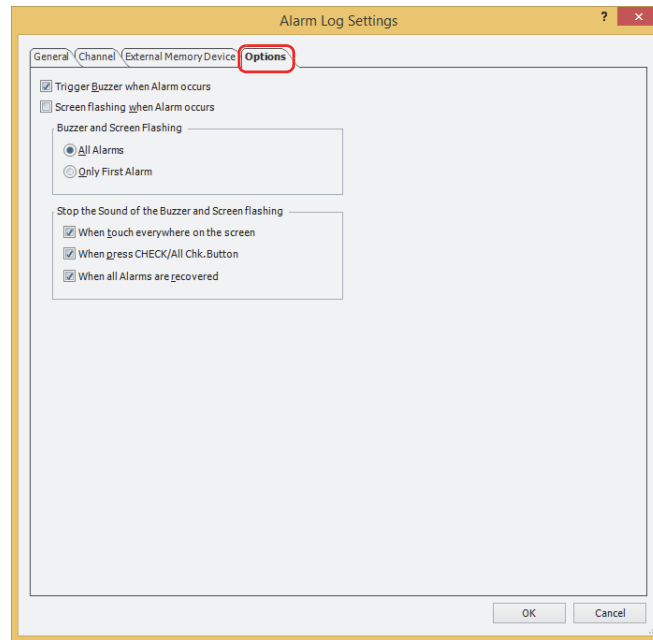 Alarm Log Settings
? ×
General Channel External Memory Device Options
Trigger Buzzer when Alarm occurs
Screen flashing when Alarm occurs
Buzzer and Screen Flashing
All Alarms
Only First Alarm
Stop the Sound of the Buzzer and Screen flashing
When touch everywhere on the screen
When press CHECK/All Chk.Button
When all Alarms are recovered
OK Cancel